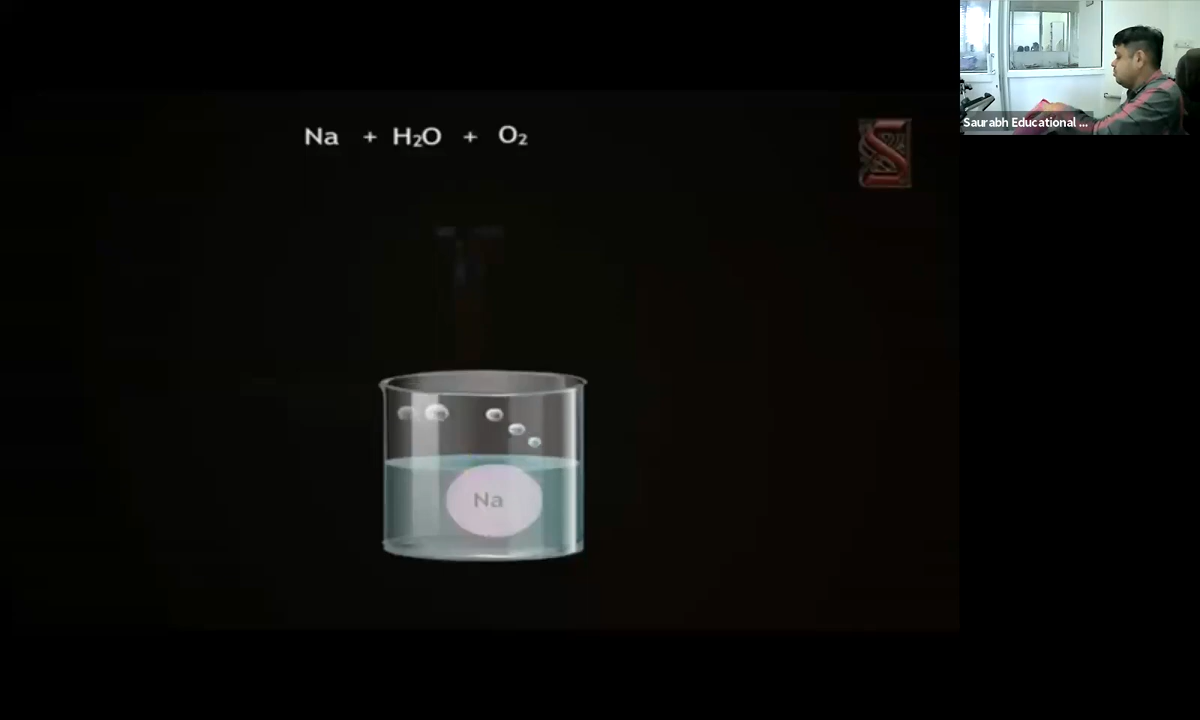 Na + H₂O + O₂
Saurabh Educational ...
Na